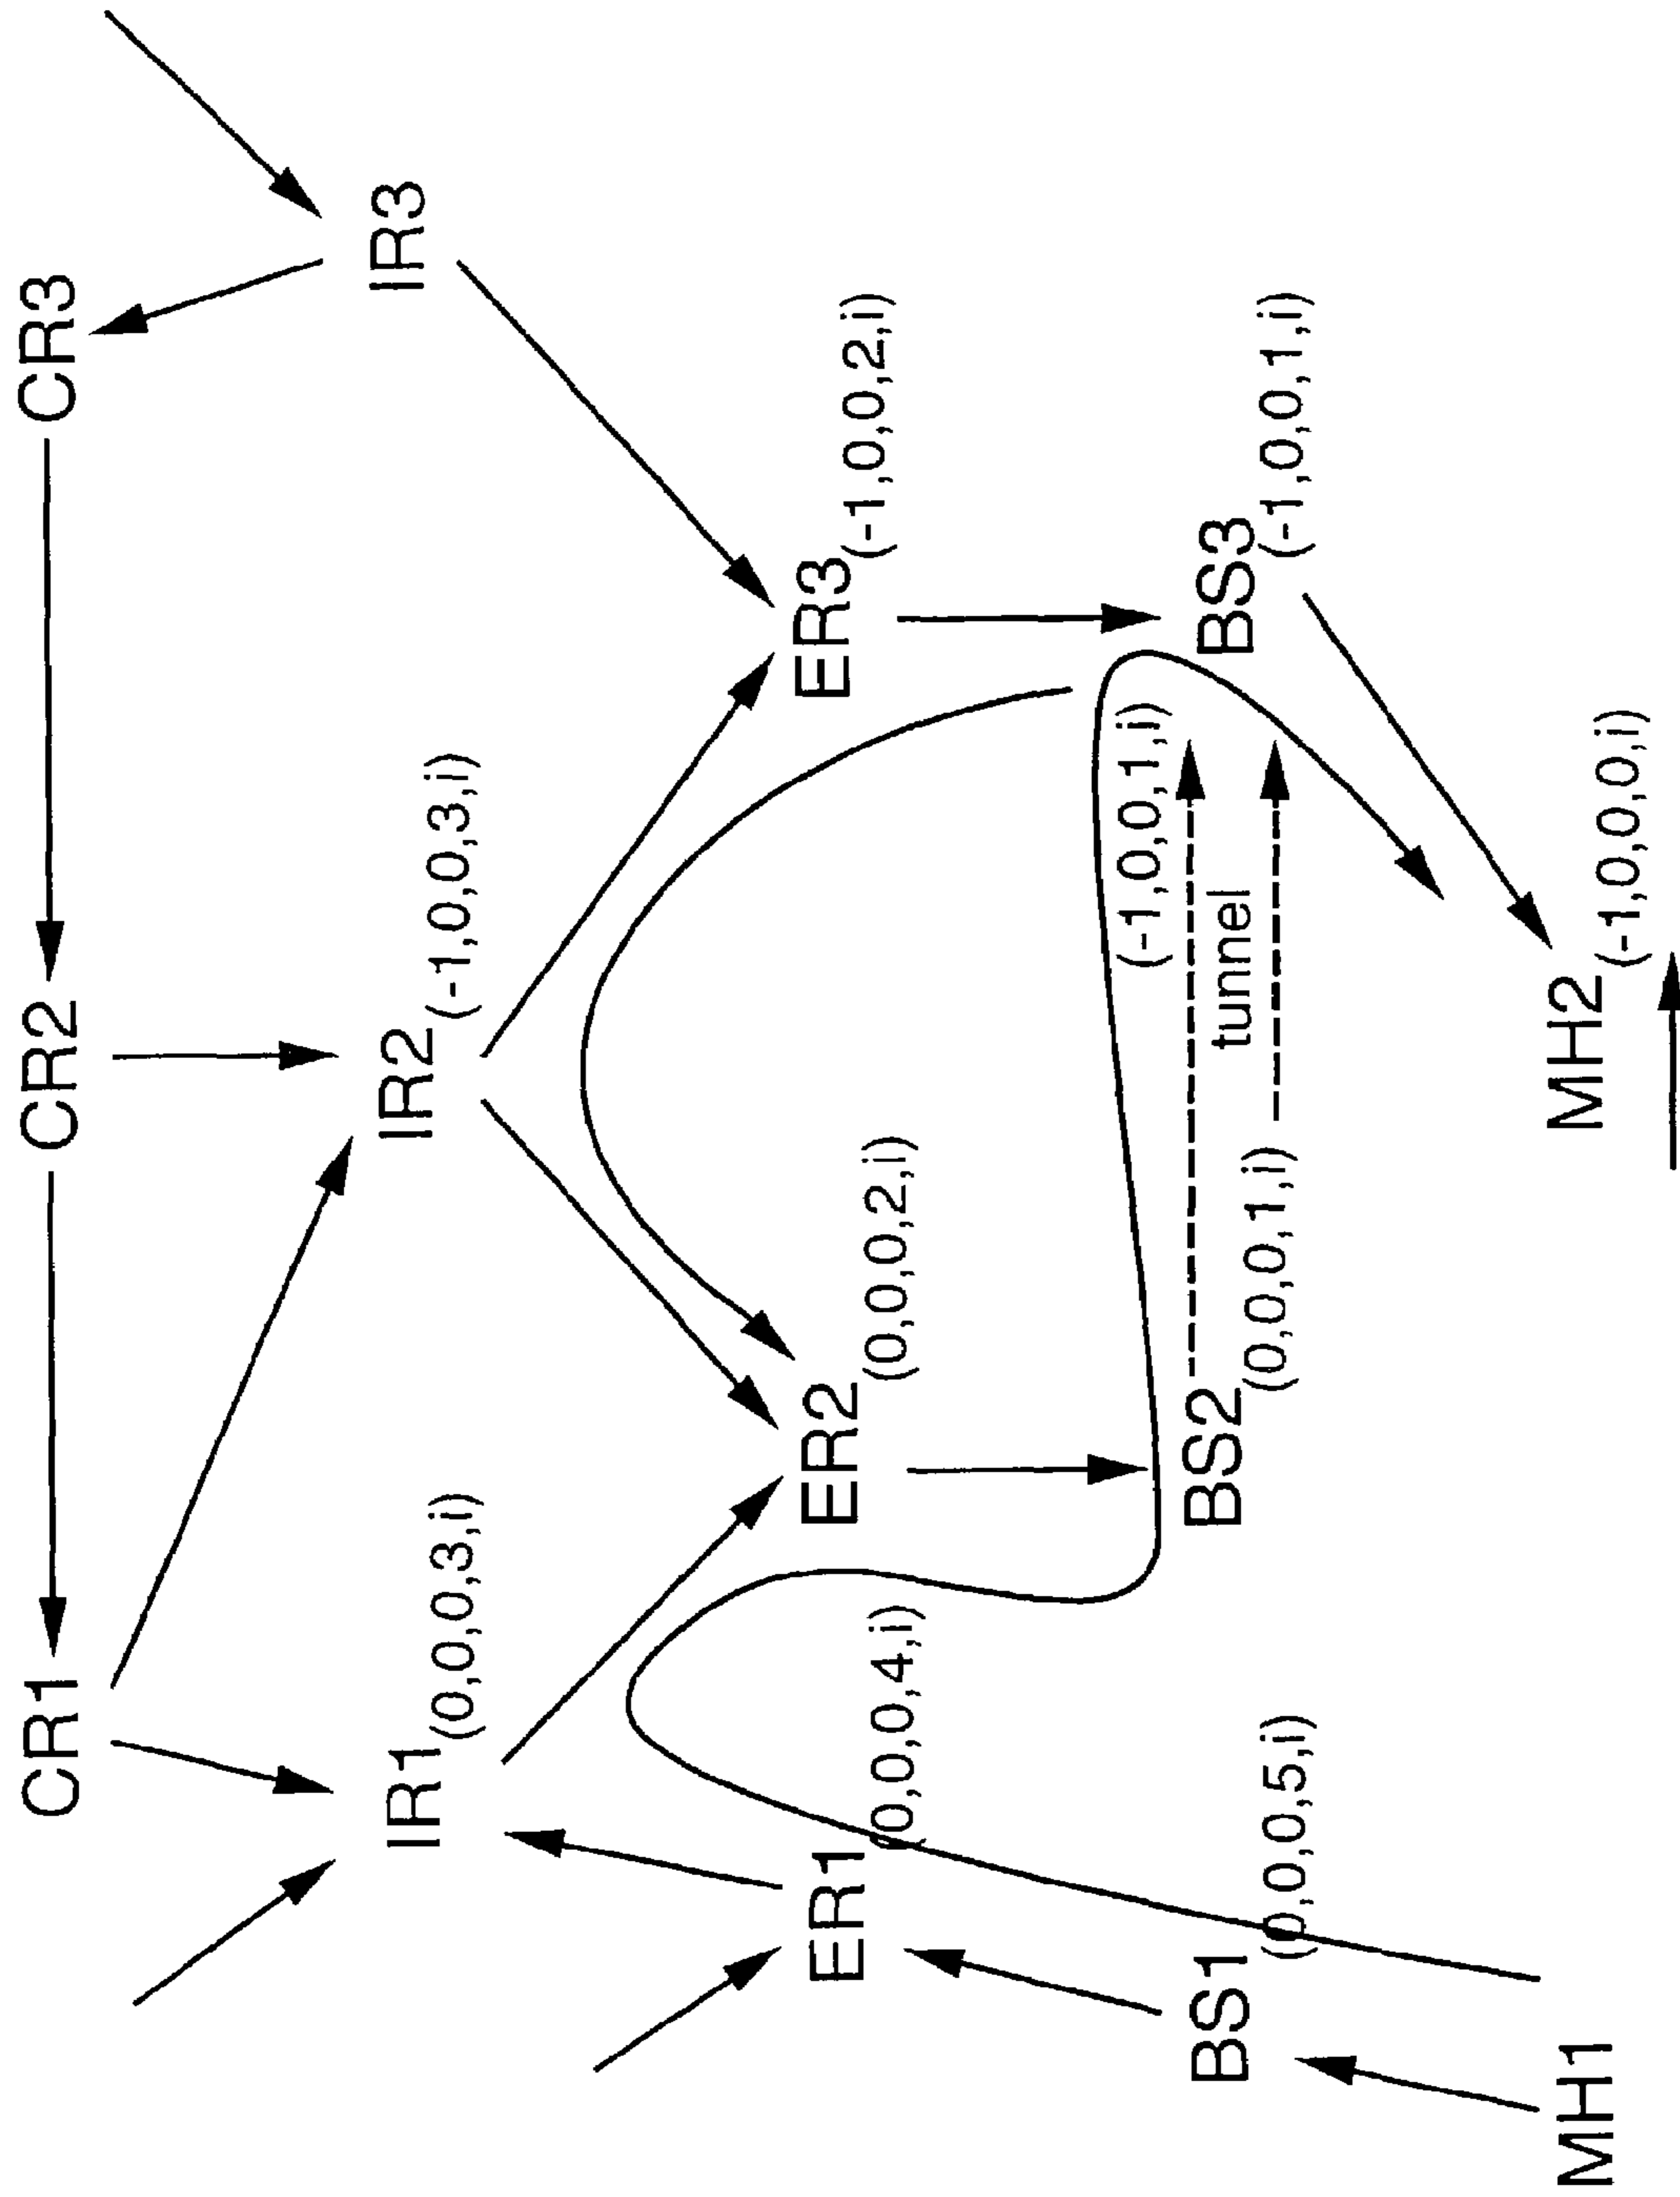 CR1
CR2
CR3
IR1
(0,0,0,3,i)
IR2
(-1,0,0,3,i)
IR3
ER1
(0,0,0,4,i)
ER2
(0,0,0,2,i)
ER3
(-1,0,0,2,i)
(-1,0,0,1,i)
tunnel
BS1
(0,0,0,5,i)
BS2
(0,0,0,1,i)
BS3
(-1,0,0,1,i)
MH1
MH2
(-1,0,0,0,i)